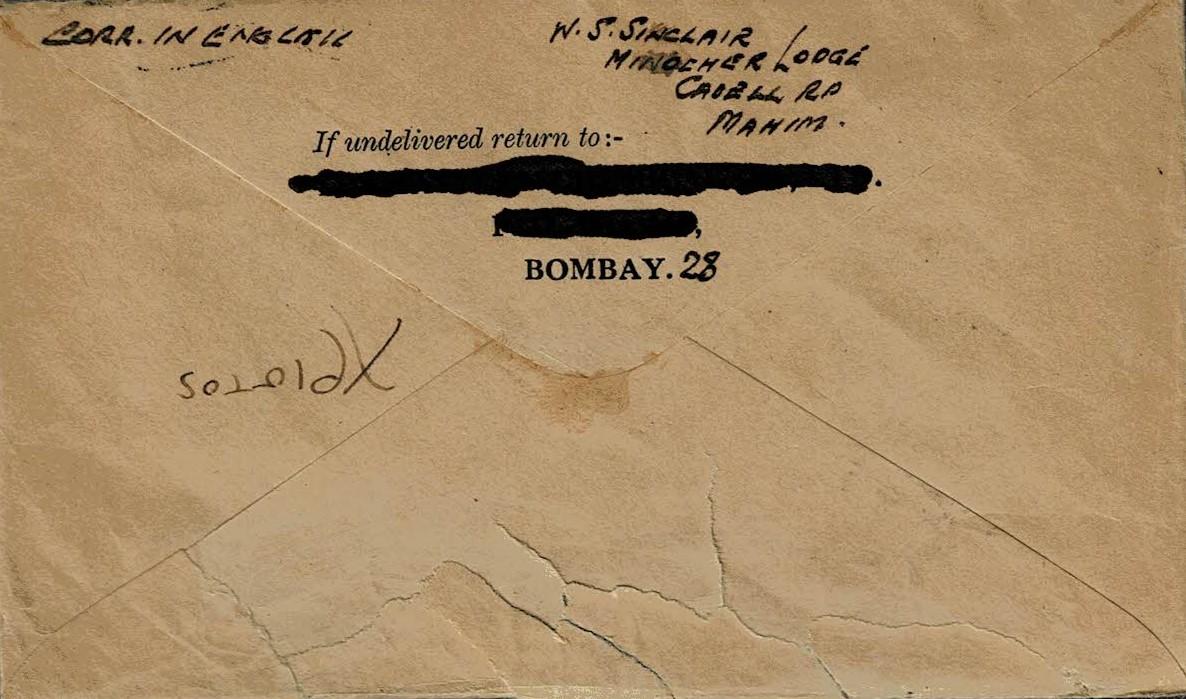 CORR. IN ENGLISH
W. S. SINCLAIR
MINOCHER LODGE
CADELL RD
MAHIM.
If undelivered return to:-
BOMBAY. 28